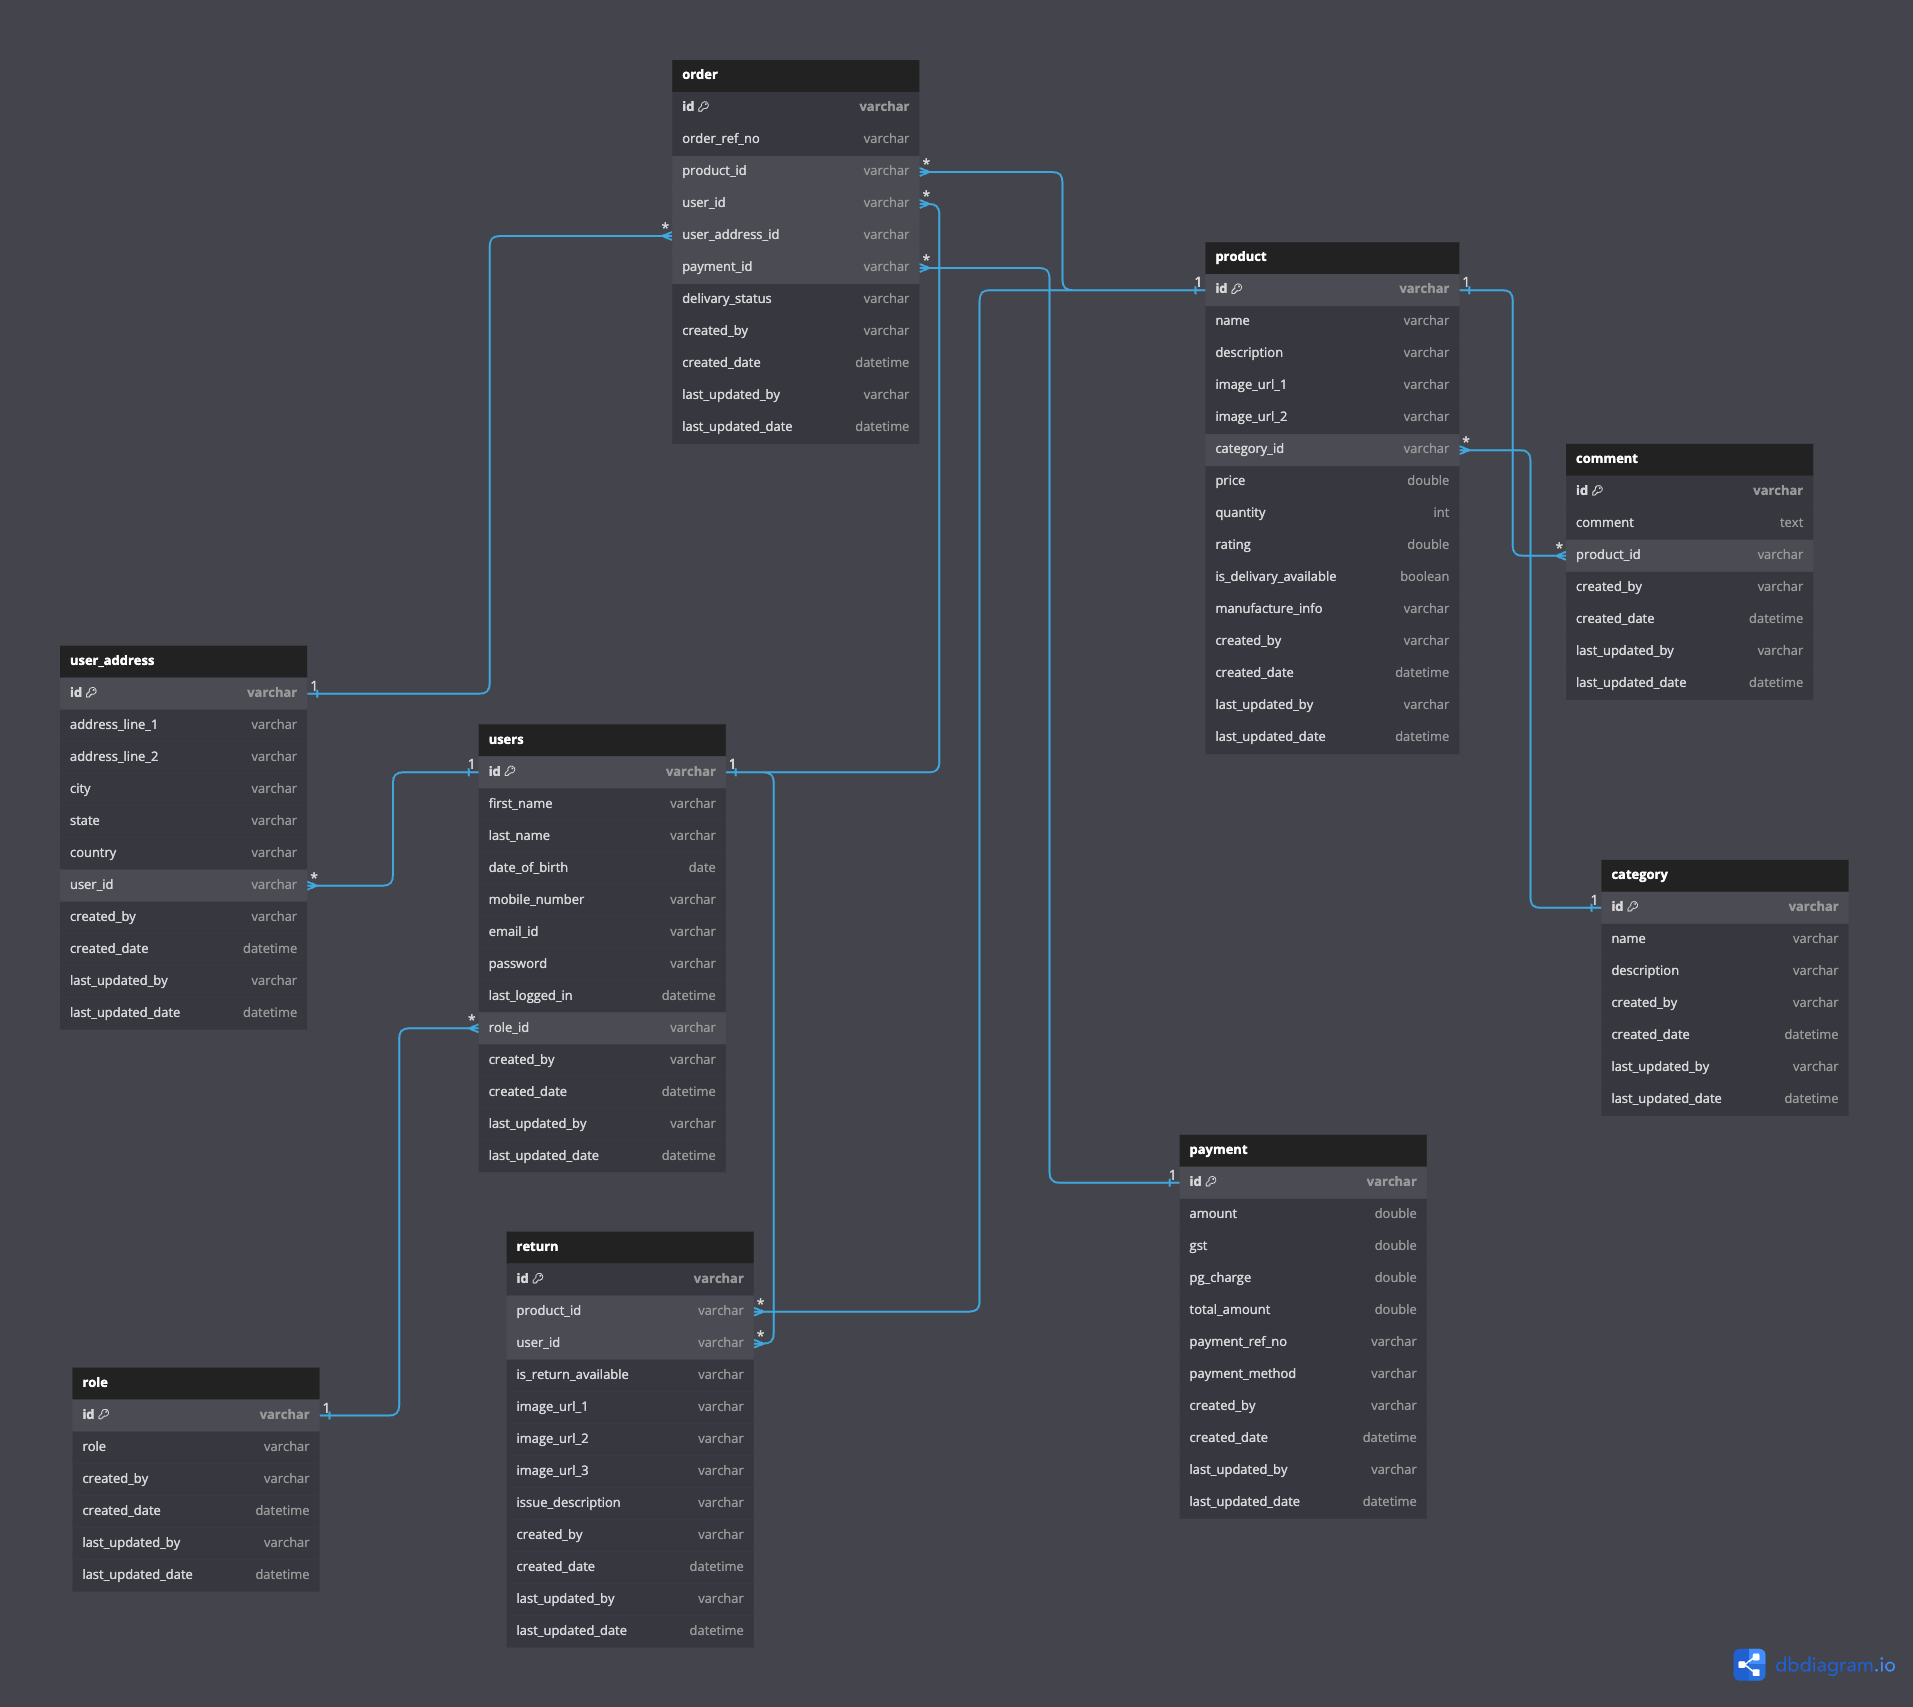 order
id varchar
order_ref_no varchar
product_id varchar *
user_id varchar *
* user_address_id varchar
payment_id varchar *
delivary_status varchar
created_by varchar
created_date datetime
last_updated_by varchar
last_updated_date datetime
product
1 id varchar 1
name varchar
description varchar
image_url_1 varchar
image_url_2 varchar
category_id varchar *
price double
quantity int
rating double
is_delivary_available boolean
manufacture_info varchar
created_by varchar
created_date datetime
last_updated_by varchar
last_updated_date datetime
comment
id varchar
comment text
* product_id varchar
created_by varchar
created_date datetime
last_updated_by varchar
last_updated_date datetime
user_address
id varchar 1
address_line_1 varchar
address_line_2 varchar
city varchar
state varchar
country varchar
user_id varchar *
created_by varchar
created_date datetime
last_updated_by varchar
last_updated_date datetime
users
1 id varchar 1
first_name varchar
last_name varchar
date_of_birth date
mobile_number varchar
email_id varchar
password varchar
last_logged_in datetime
* role_id varchar
created_by varchar
created_date datetime
last_updated_by varchar
last_updated_date datetime
category
1 id varchar
name varchar
description varchar
created_by varchar
created_date datetime
last_updated_by varchar
last_updated_date datetime
payment
1 id varchar
amount double
gst double
pg_charge double
total_amount double
payment_ref_no varchar
payment_method varchar
created_by varchar
created_date datetime
last_updated_by varchar
last_updated_date datetime
return
id varchar
product_id varchar *
user_id varchar *
is_return_available varchar
image_url_1 varchar
image_url_2 varchar
image_url_3 varchar
issue_description varchar
created_by varchar
created_date datetime
last_updated_by varchar
last_updated_date datetime
role
id varchar 1
role varchar
created_by varchar
created_date datetime
last_updated_by varchar
last_updated_date datetime
dbdiagram.io